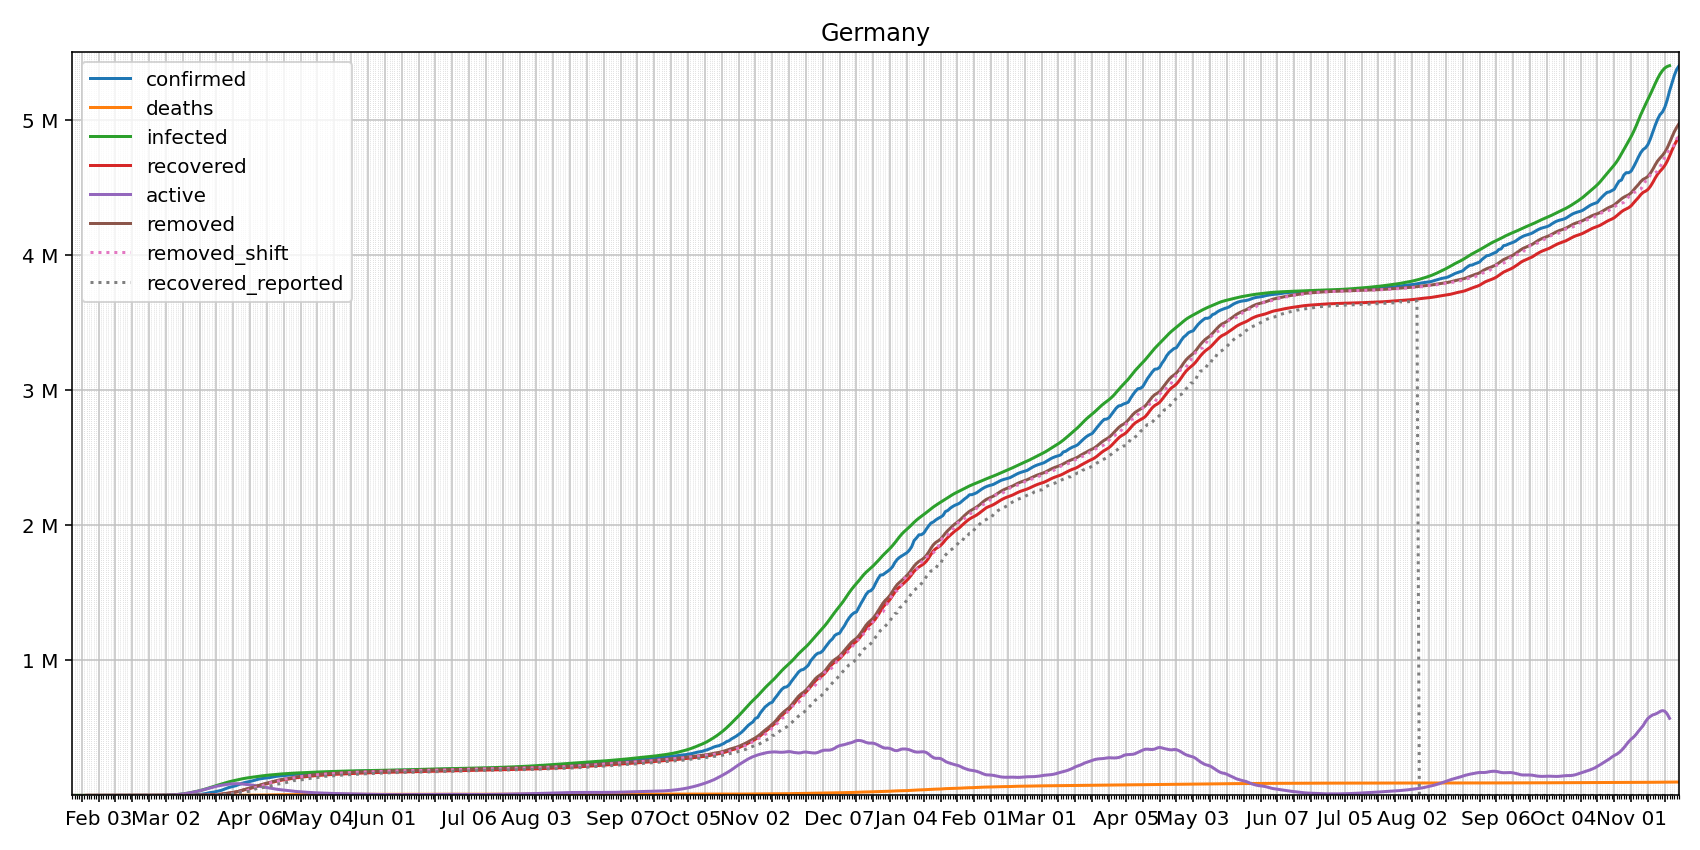 Germany
confirmed
deaths
infected
recovered
active
removed
removed_shift
recovered_reported
5 M
4 M
3 M
2 M
1 M
Feb 03 Mar 02 Apr 06 May 04 Jun 01 Jul 06 Aug 03 Sep 07 Oct 05 Nov 02 Dec 07 Jan 04 Feb 01 Mar 01 Apr 05 May 03 Jun 07 Jul 05 Aug 02 Sep 06 Oct 04 Nov 01